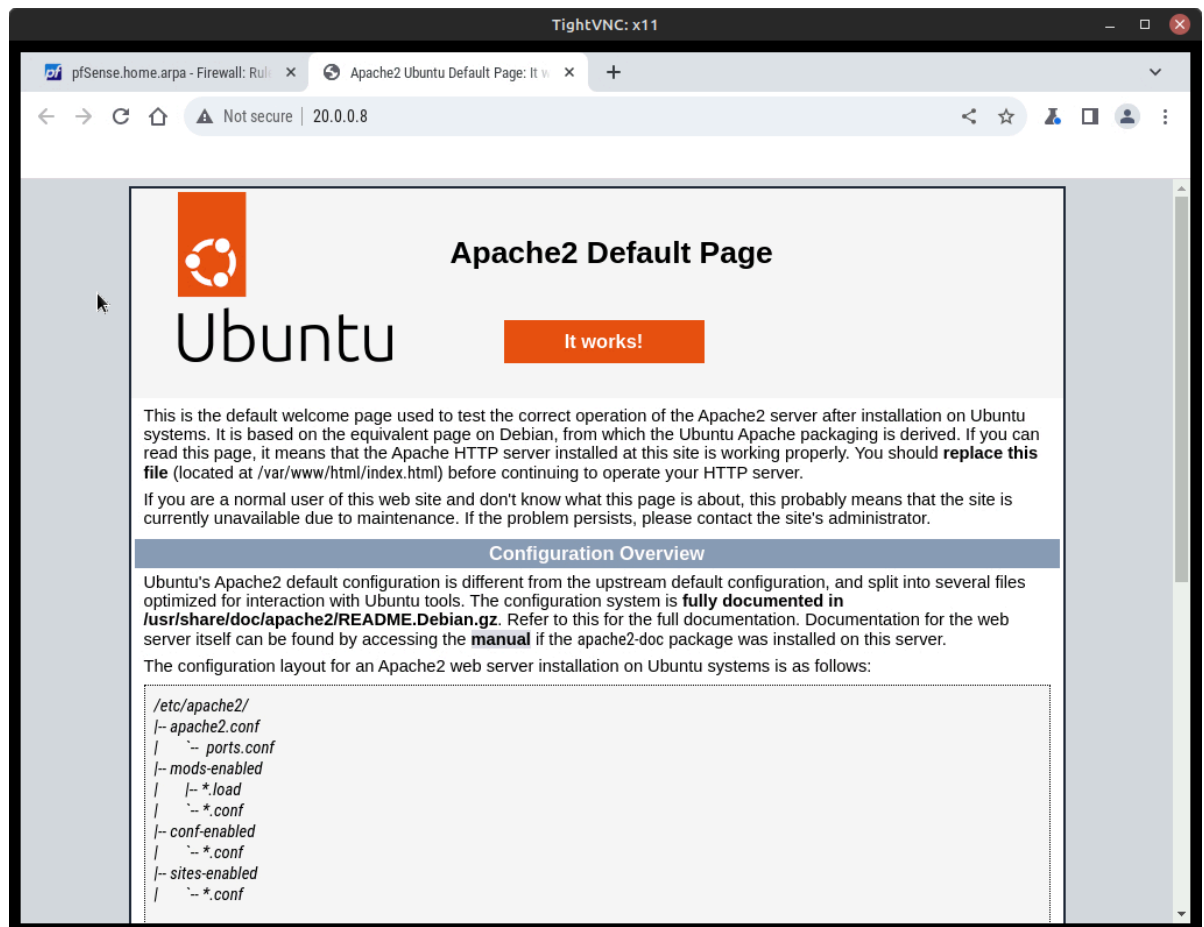 TightVNC: x11
pfSense.home.arpa - Firewall: Rul
Apache2 Ubuntu Default Page: It w
Not secure | 20.0.0.8
Apache2 Default Page
Ubuntu
It works!
This is the default welcome page used to test the correct operation of the Apache2 server after installation on Ubuntu
systems. It is based on the equivalent page on Debian, from which the Ubuntu Apache packaging is derived. If you can
read this page, it means that the Apache HTTP server installed at this site is working properly. You should replace this
file (located at /var/www/html/index.html) before continuing to operate your HTTP server.
If you are a normal user of this web site and don't know what this page is about, this probably means that the site is
currently unavailable due to maintenance. If the problem persists, please contact the site's administrator.
Configuration Overview
Ubuntu's Apache2 default configuration is different from the upstream default configuration, and split into several files
optimized for interaction with Ubuntu tools. The configuration system is fully documented in
/usr/share/doc/apache2/README.Debian.gz. Refer to this for the full documentation. Documentation for the web
server itself can be found by accessing the manual if the apache2-doc package was installed on this server.
The configuration layout for an Apache2 web server installation on Ubuntu systems is as follows:
/etc/apache2/
|-- apache2.conf
|       `--  ports.conf
|-- mods-enabled
|       |-- *.load
|       `-- *.conf
|-- conf-enabled
|       `-- *.conf
|-- sites-enabled
|       `-- *.conf